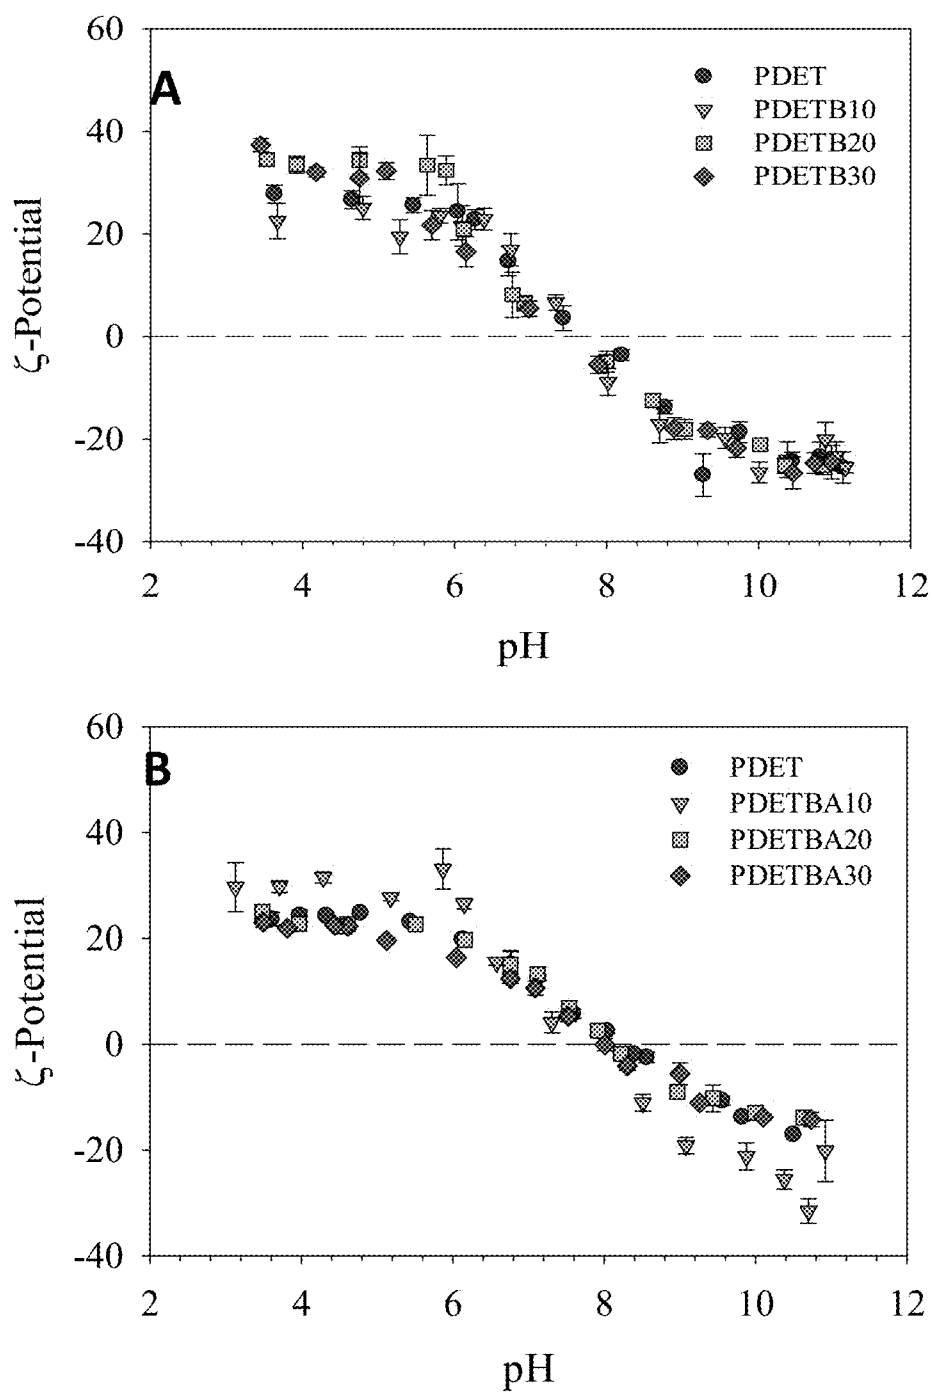 A
60
40
20
0
-20
-40
ζ-Potential
PDET
PDETB10
PDETB20
PDETB30
2 4 6 8 10 12
pH
B
60
40
20
0
-20
-40
ζ-Potential
PDET
PDETBA10
PDETBA20
PDETBA30
2 4 6 8 10 12
pH